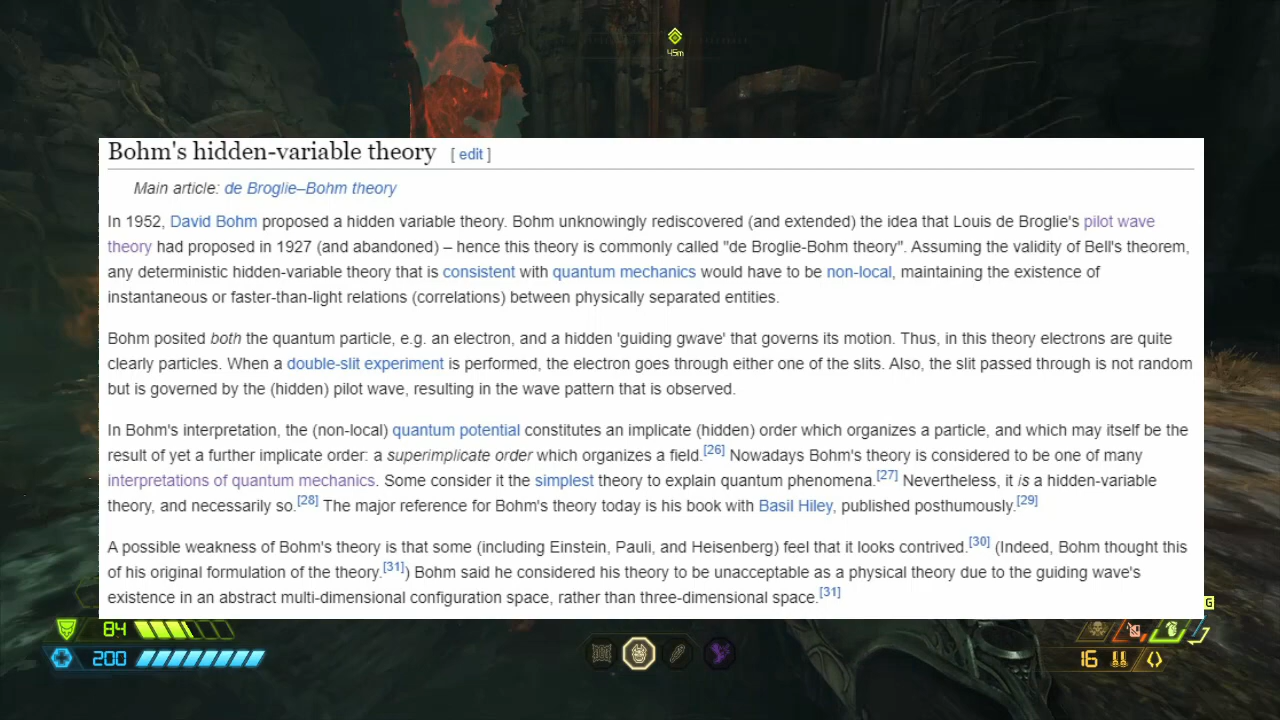 45m
Bohm's hidden-variable theory [ edit ]
Main article: de Broglie–Bohm theory
In 1952, David Bohm proposed a hidden variable theory. Bohm unknowingly rediscovered (and extended) the idea that Louis de Broglie's pilot wave
theory had proposed in 1927 (and abandoned) – hence this theory is commonly called "de Broglie-Bohm theory". Assuming the validity of Bell's theorem,
any deterministic hidden-variable theory that is consistent with quantum mechanics would have to be non-local, maintaining the existence of
instantaneous or faster-than-light relations (correlations) between physically separated entities.
Bohm posited both the quantum particle, e.g. an electron, and a hidden 'guiding gwave' that governs its motion. Thus, in this theory electrons are quite
clearly particles. When a double-slit experiment is performed, the electron goes through either one of the slits. Also, the slit passed through is not random
but is governed by the (hidden) pilot wave, resulting in the wave pattern that is observed.
In Bohm's interpretation, the (non-local) quantum potential constitutes an implicate (hidden) order which organizes a particle, and which may itself be the
result of yet a further implicate order: a superimplicate order which organizes a field.[26] Nowadays Bohm's theory is considered to be one of many
interpretations of quantum mechanics. Some consider it the simplest theory to explain quantum phenomena.[27] Nevertheless, it is a hidden-variable
theory, and necessarily so.[28] The major reference for Bohm's theory today is his book with Basil Hiley, published posthumously.[29]
A possible weakness of Bohm's theory is that some (including Einstein, Pauli, and Heisenberg) feel that it looks contrived.[30] (Indeed, Bohm thought this
of his original formulation of the theory.[31]) Bohm said he considered his theory to be unacceptable as a physical theory due to the guiding wave's
existence in an abstract multi-dimensional configuration space, rather than three-dimensional space.[31]
G
84
200
16